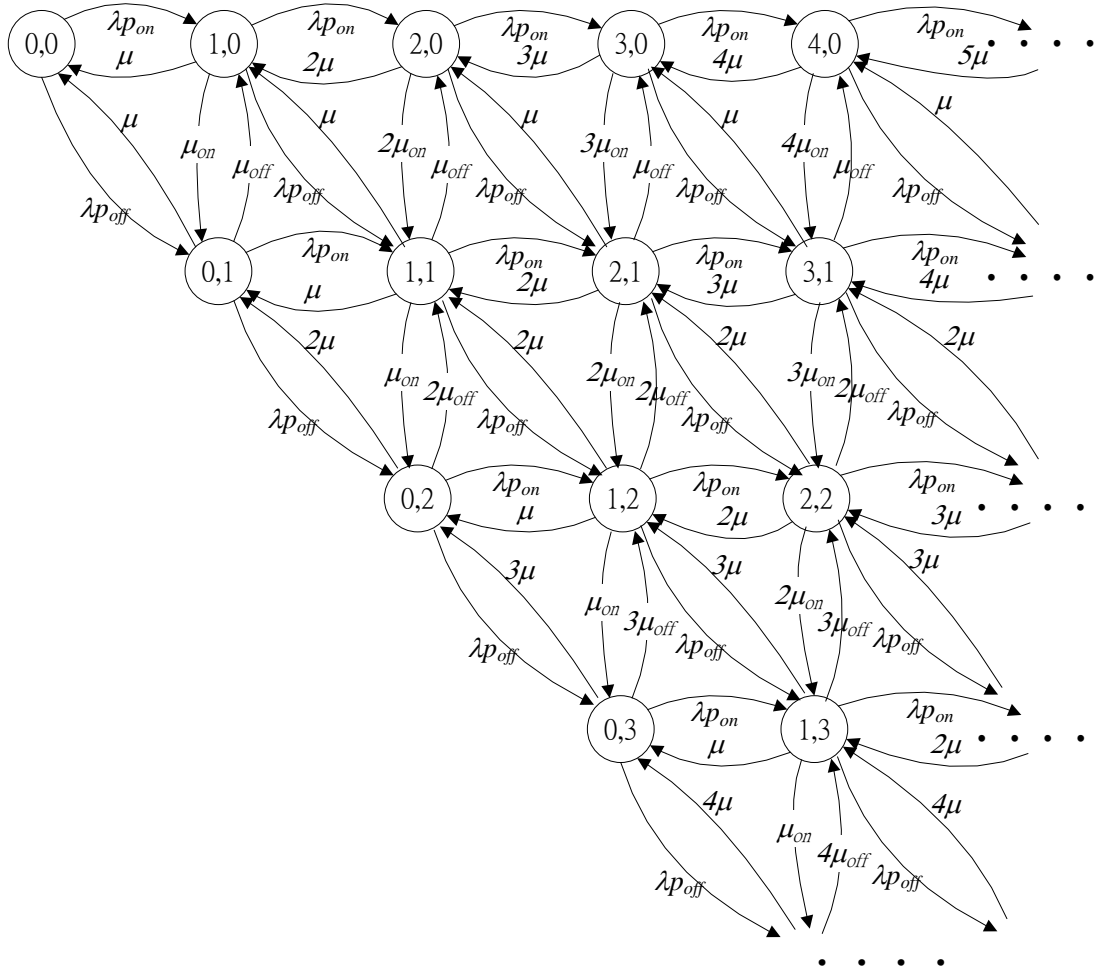 0,0 λp_on 1,0 λp_on 2,0 λp_on 3,0 λp_on 4,0 λp_on
μ 2μ 3μ 4μ 5μ
μ μ_on μ_off μ 2μ_on μ_off μ 3μ_on μ_off μ 4μ_on μ_off μ
λp_off λp_off λp_off λp_off λp_off
0,1 λp_on 1,1 λp_on 2,1 λp_on 3,1 λp_on
μ 2μ 3μ 4μ
2μ μ_on 2μ_off 2μ 2μ_on 2μ_off 2μ 3μ_on 2μ_off 2μ
λp_off λp_off λp_off λp_off
0,2 λp_on 1,2 λp_on 2,2 λp_on
μ 2μ 3μ
3μ μ_on 3μ_off 3μ 2μ_on 3μ_off 3μ
λp_off λp_off λp_off
0,3 λp_on 1,3 λp_on
μ 2μ
4μ μ_on 4μ_off 4μ
λp_off λp_off